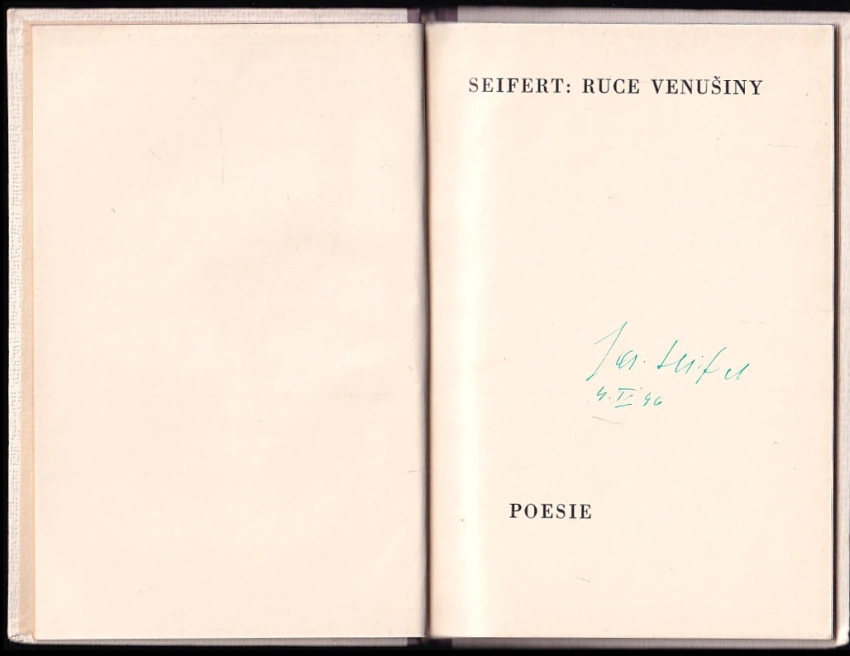 SEIFERT: RUCE VENUŠINY
Jar. Seifert
POESIE